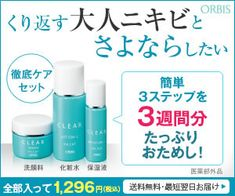 ORBIS
くり返す大人ニキビと
さよならしたい
徹底ケア
セット
簡単
3ステップを
3週間分
たっぷり
おためし!
CLEAR
CLEAR
CLEAR
洗顔料
化粧水
保湿液
医薬部外品
全部入って1,296円(税込)
送料無料・最短翌日お届け